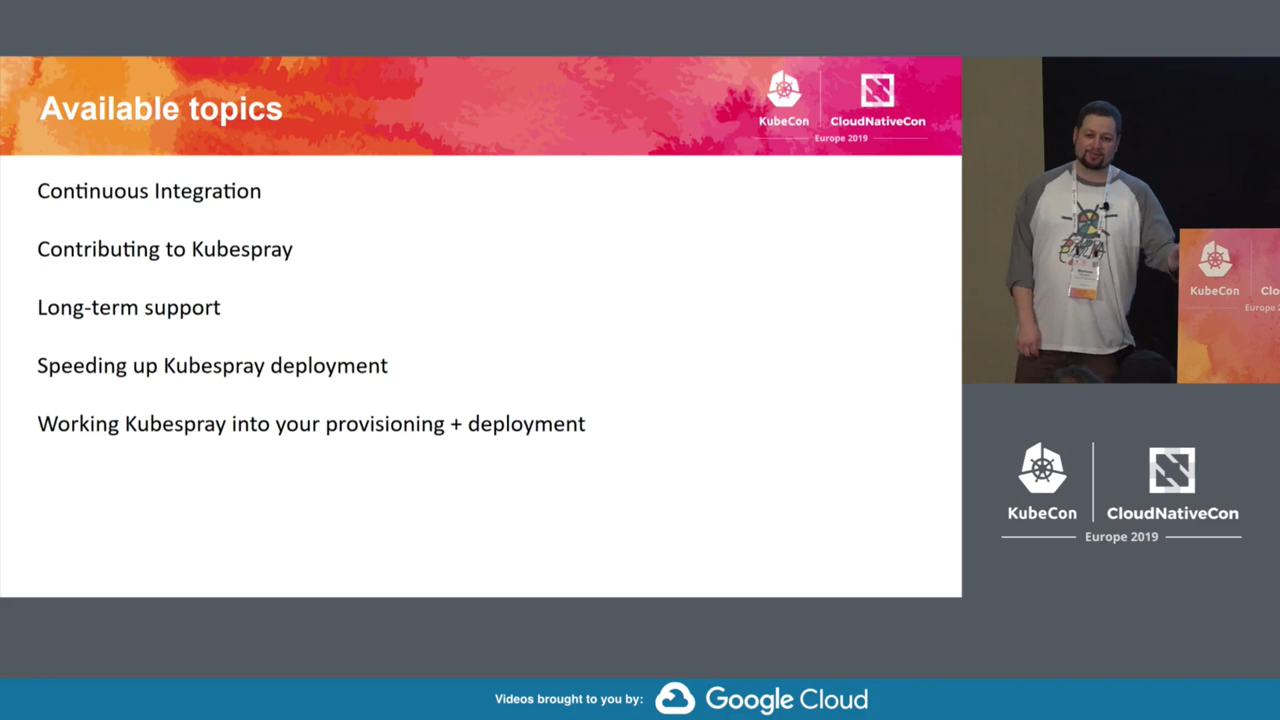 Available topics
KubeCon
CloudNativeCon
Europe 2019
Continuous Integration
Contributing to Kubespray
Long-term support
Speeding up Kubespray deployment
Working Kubespray into your provisioning + deployment
KubeCon
Europe
KubeCon
CloudNativeCon
Europe 2019
Videos brought to you by:
Google Cloud